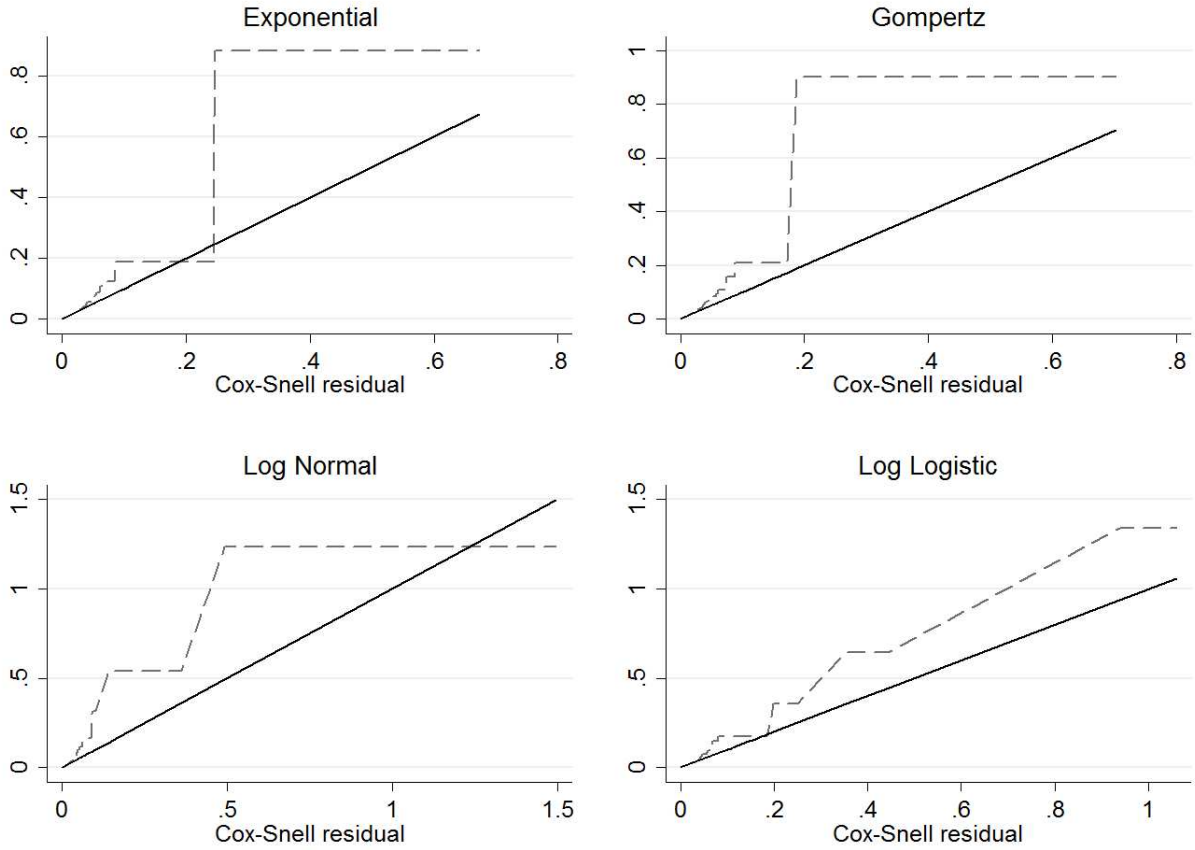 Exponential
.8
.6
.4
.2
0
0 .2 .4 .6 .8
Cox-Snell residual
Gompertz
1
.8
.6
.4
.2
0
0 .2 .4 .6 .8
Cox-Snell residual
Log Normal
1.5
1
.5
0
0 .5 1 1.5
Cox-Snell residual
Log Logistic
1.5
1
.5
0
0 .2 .4 .6 .8 1
Cox-Snell residual